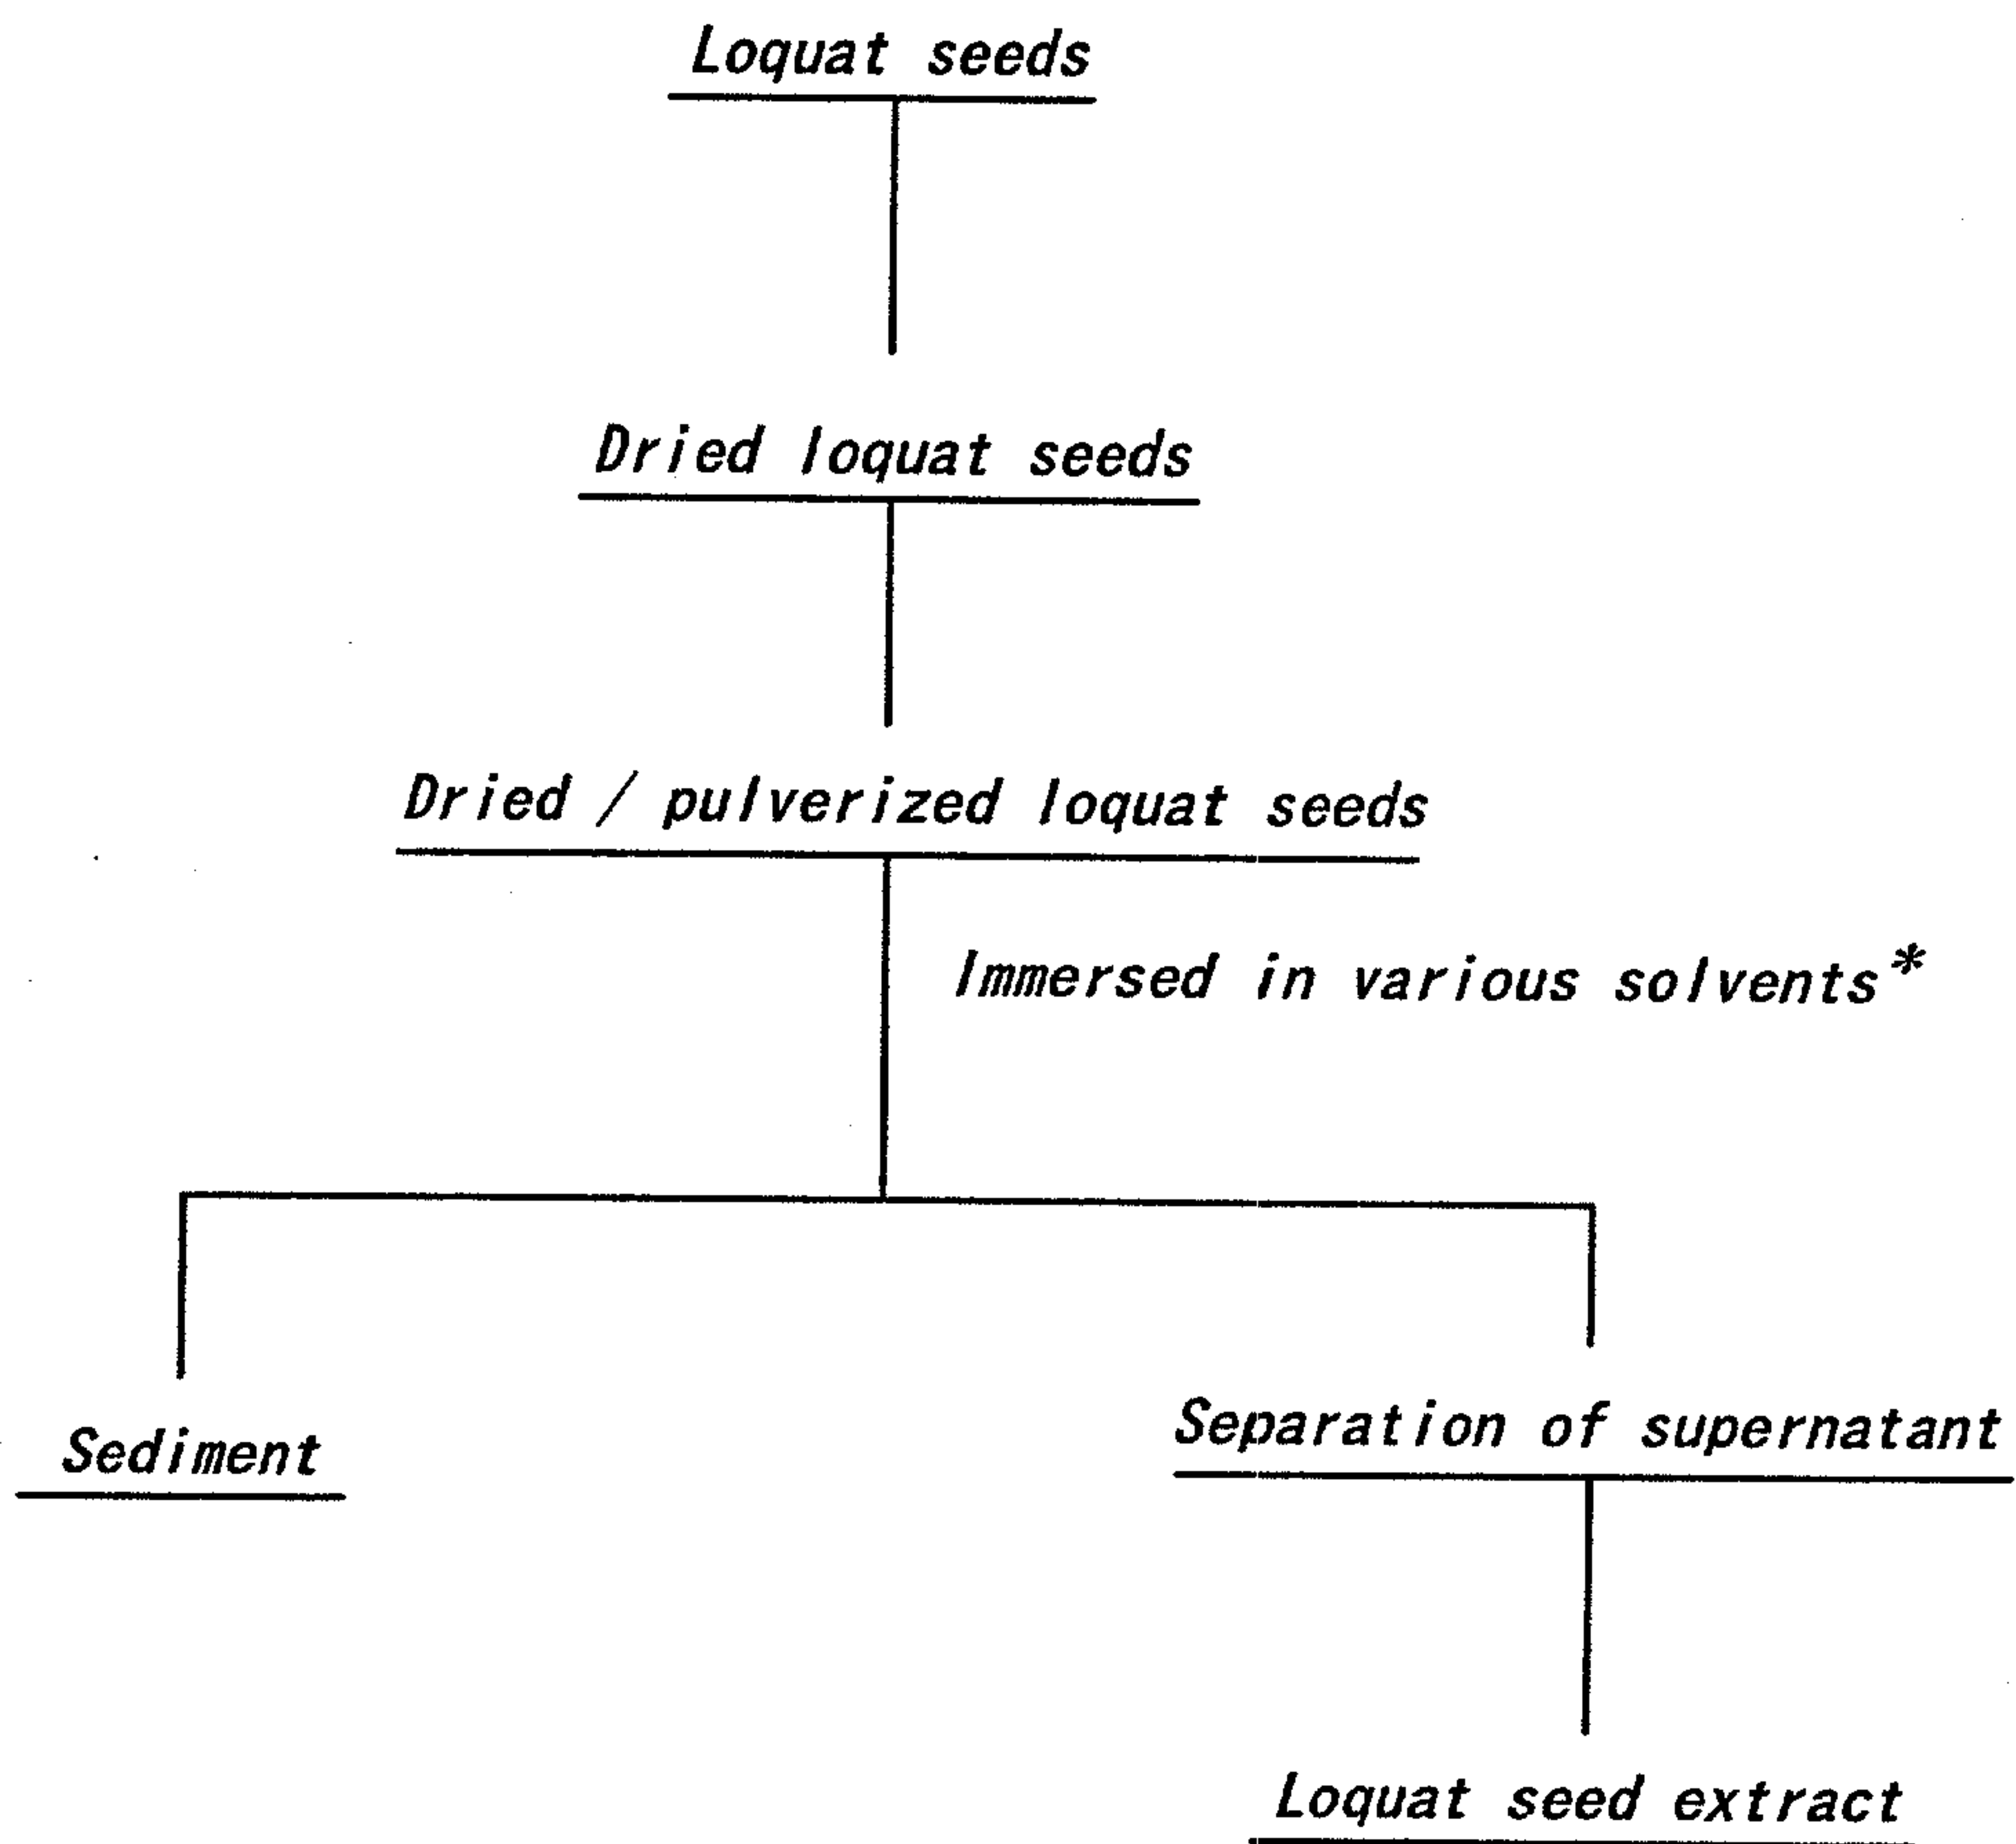 Loquat seeds
Dried loquat seeds
Dried / pulverized loquat seeds
Immersed in various solvents*
Sediment
Separation of supernatant
Loquat seed extract